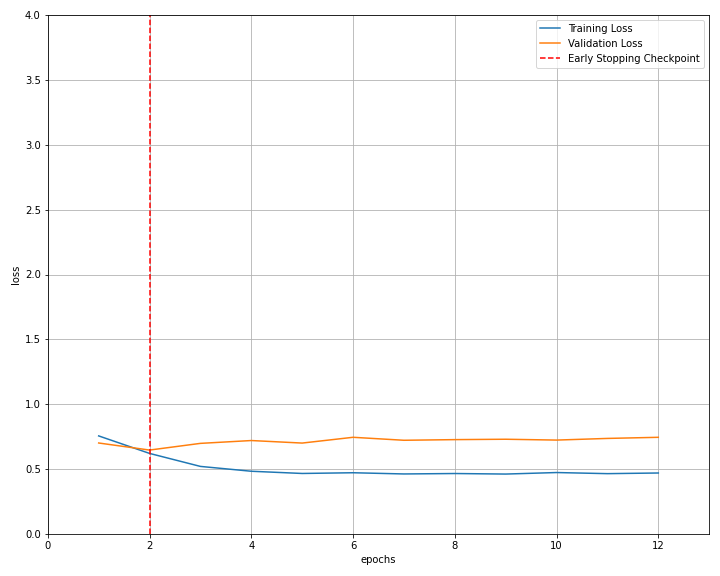 4.0
3.5
3.0
2.5
2.0
1.5
1.0
0.5
0.0
loss
0 2 4 6 8 10 12
epochs
Training Loss
Validation Loss
Early Stopping Checkpoint